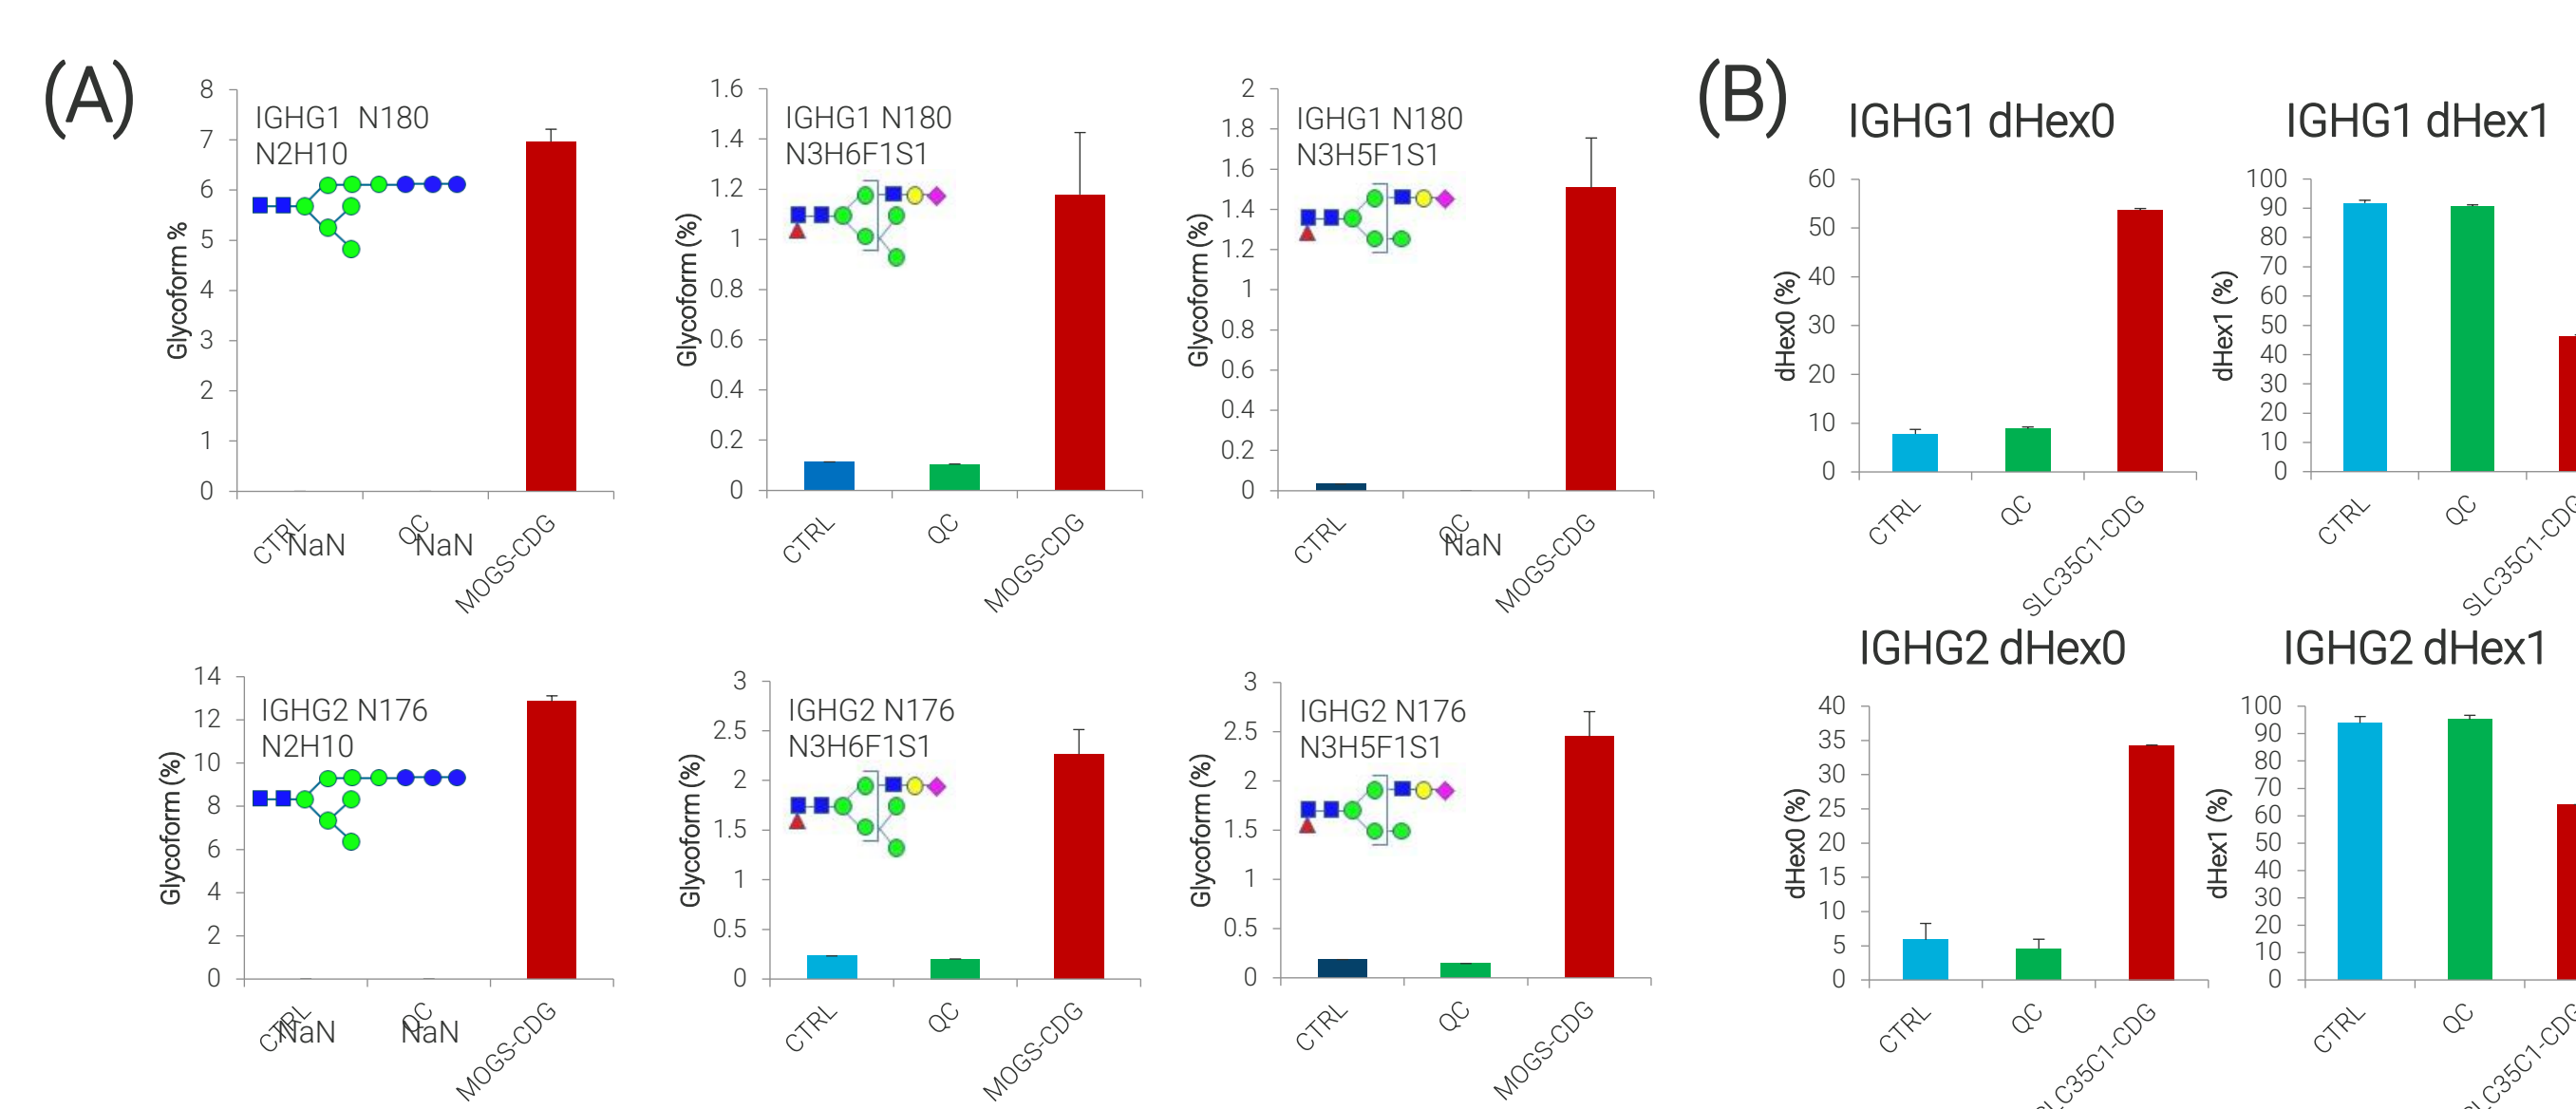 (A)
8
7
6
5
4
3
2
1
0
Glycoform %
IGHG1 N180
N2H10
CTRL
NaN
QC
NaN
MOGS-CDG
1.6
1.4
1.2
1
0.8
0.6
0.4
0.2
0
Glycoform (%)
IGHG1 N180
N3H6F1S1
CTRL
QC
MOGS-CDG
2
1.8
1.6
1.4
1.2
1
0.8
0.6
0.4
0.2
0
Glycoform (%)
IGHG1 N180
N3H5F1S1
CTRL
QC
NaN
MOGS-CDG
14
12
10
8
6
4
2
0
Glycoform (%)
IGHG2 N176
N2H10
CTRL
NaN
QC
NaN
MOGS-CDG
3
2.5
2
1.5
1
0.5
0
Glycoform (%)
IGHG2 N176
N3H6F1S1
CTRL
QC
MOGS-CDG
3
2.5
2
1.5
1
0.5
0
Glycoform (%)
IGHG2 N176
N3H5F1S1
CTRL
QC
MOGS-CDG
(B)
IGHG1 dHex0
60
50
40
30
20
10
0
dHex0 (%)
CTRL
QC
SLC35C1-CDG
IGHG1 dHex1
100
90
80
70
60
50
40
30
20
10
0
dHex1 (%)
CTRL
QC
SLC35C1-CDG
IGHG2 dHex0
40
35
30
25
20
15
10
5
0
dHex0 (%)
CTRL
QC
SLC35C1-CDG
IGHG2 dHex1
100
90
80
70
60
50
40
30
20
10
0
dHex1 (%)
CTRL
QC
SLC35C1-CDG